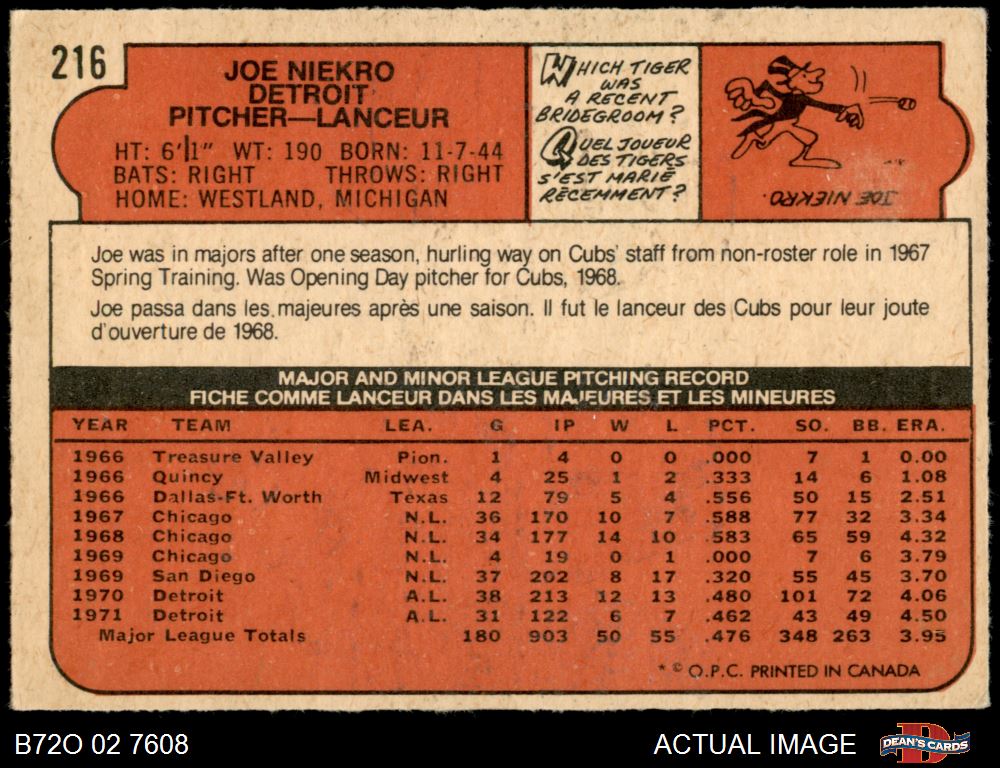 216
JOE NIEKRO
DETROIT
PITCHER—LANCEUR
HT: 6'1" WT: 190 BORN: 11-7-44
BATS: RIGHT THROWS: RIGHT
HOME: WESTLAND, MICHIGAN
WHICH TIGER
WAS
A RECENT
BRIDEGROOM?
QUEL JOUEUR
DES TIGERS
S'EST MARIÉ
RÉCEMMENT?
JOE NIEKRO
Joe was in majors after one season, hurling way on Cubs' staff from non-roster role in 1967
Spring Training. Was Opening Day pitcher for Cubs, 1968.
Joe passa dans les majeures après une saison. Il fut le lanceur des Cubs pour leur joute
d'ouverture de 1968.
MAJOR AND MINOR LEAGUE PITCHING RECORD
FICHE COMME LANCEUR DANS LES MAJEURES ET LES MINEURES
YEAR TEAM LEA. G IP W L PCT. SO. BB. ERA.
1966 Treasure Valley Pion. 1 4 0 0 .000 7 1 0.00
1966 Quincy Midwest 4 25 1 2 .333 14 6 1.08
1966 Dallas-Ft. Worth Texas 12 79 5 4 .556 50 15 2.51
1967 Chicago N.L. 36 170 10 7 .588 77 32 3.34
1968 Chicago N.L. 34 177 14 10 .583 65 59 4.32
1969 Chicago N.L. 4 19 0 1 .000 7 6 3.79
1969 San Diego N.L. 37 202 8 17 .320 55 45 3.70
1970 Detroit A.L. 38 213 12 13 .480 101 72 4.06
1971 Detroit A.L. 31 122 6 7 .462 43 49 4.50
Major League Totals 180 903 50 55 .476 348 263 3.95
* © O.P.C. PRINTED IN CANADA
B72O 02 7608
ACTUAL IMAGE
D
DEAN'S CARDS